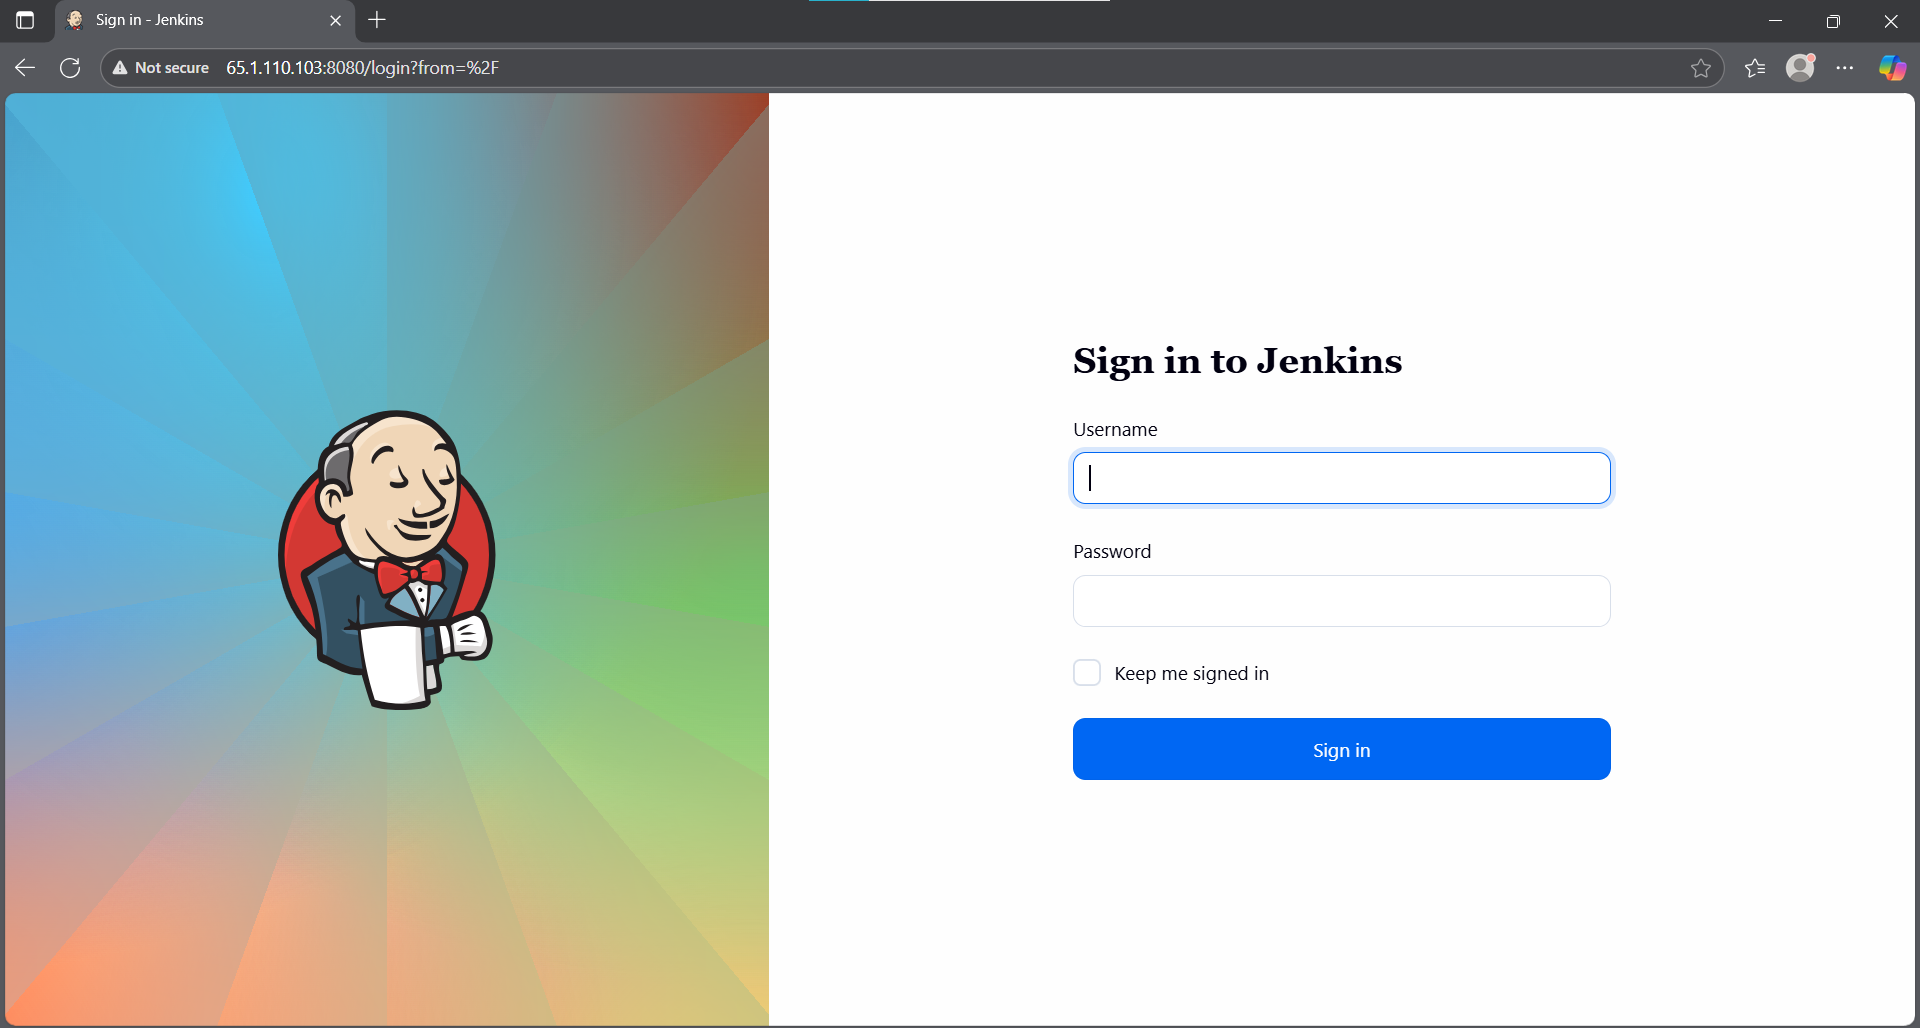 Sign in - Jenkins
Not secure 65.1.110.103:8080/login?from=%2F
Sign in to Jenkins
Username
Password
Keep me signed in
Sign in